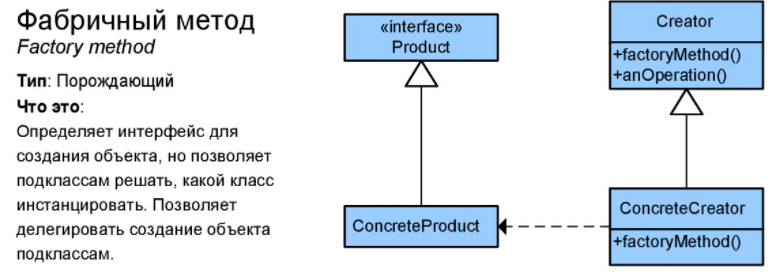 Фабричный метод
Factory method
Тип: Порождающий
Что это:
Определяет интерфейс для
создания объекта, но позволяет
подклассам решать, какой класс
инстанцировать. Позволяет
делегировать создание объекта
подклассам.
«interface»
Product
ConcreteProduct
Creator
+factoryMethod()
+anOperation()
ConcreteCreator
+factoryMethod()